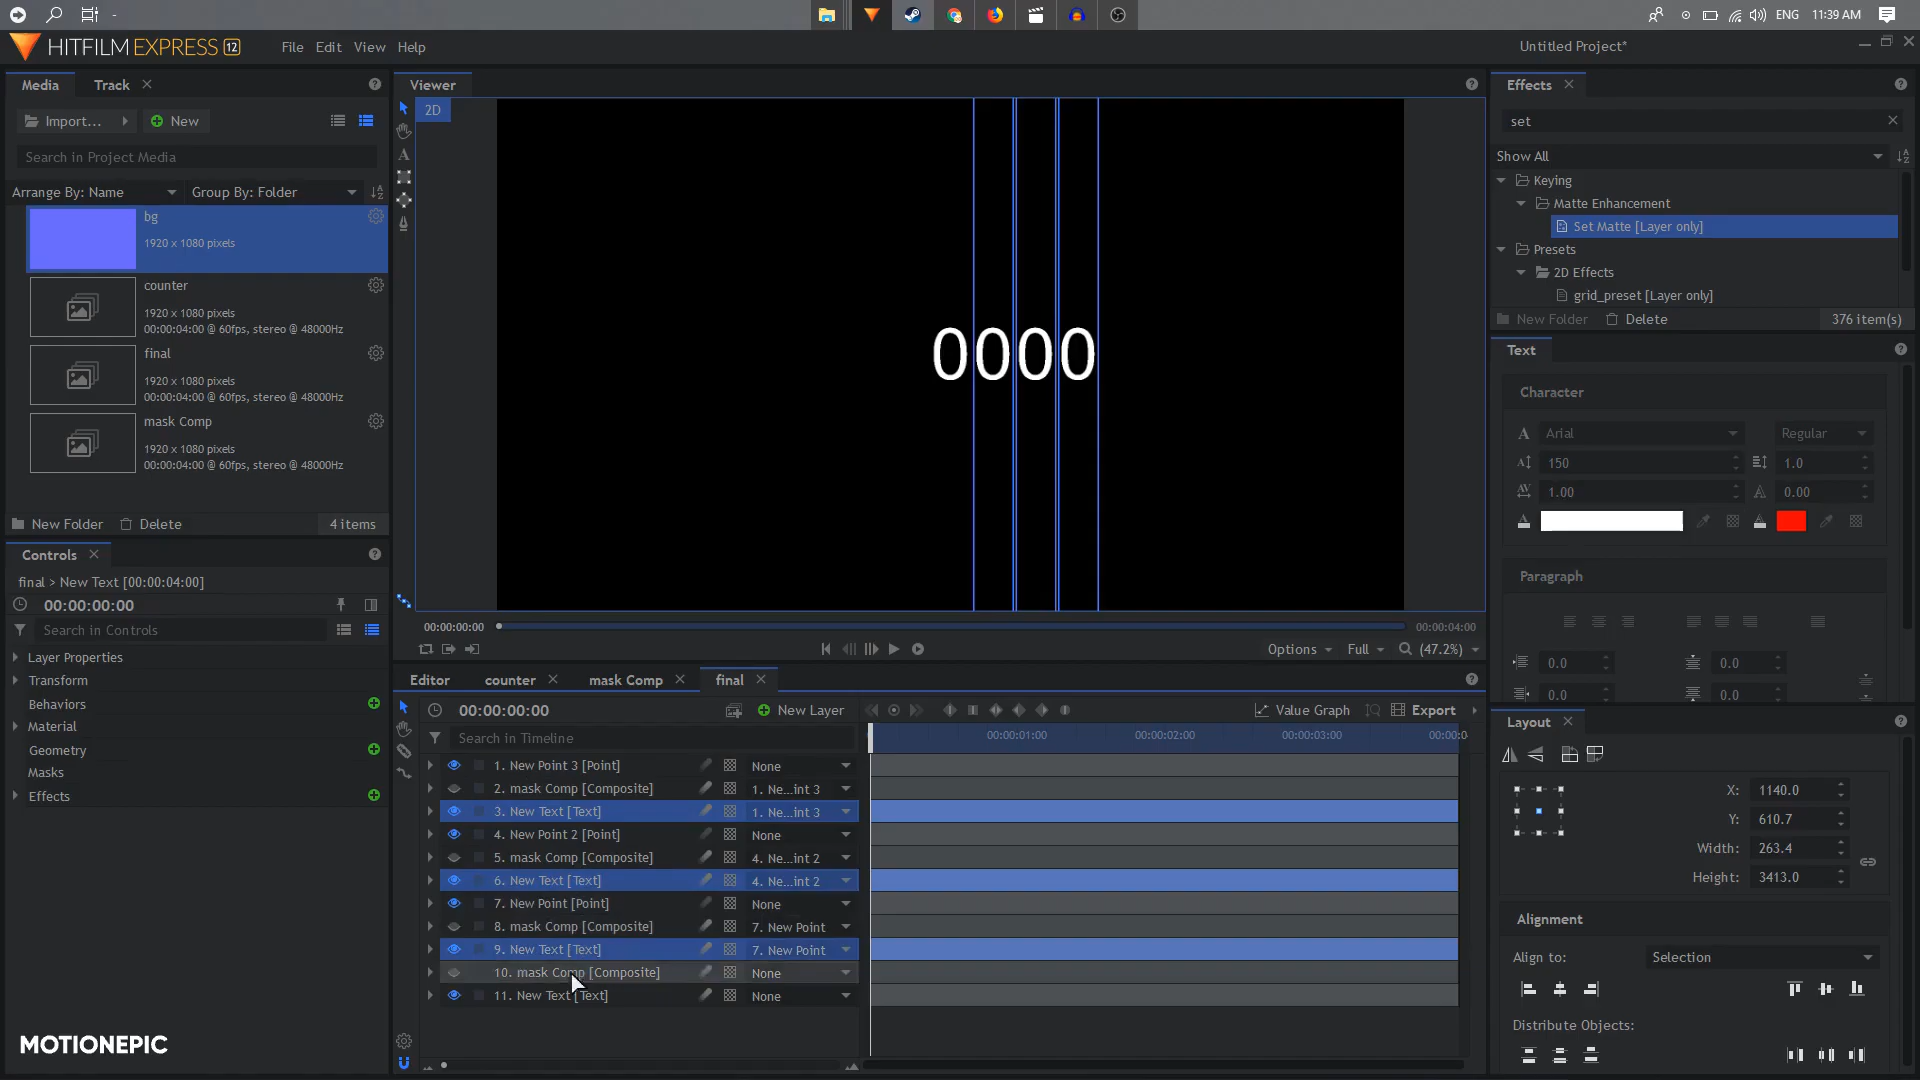 ENG 11:39 AM
HITFILM EXPRESS 12 File Edit View Help Untitled Project*
Media Track
Import... New
Search in Project Media
Arrange By: Name Group By: Folder
bg
1920 x 1080 pixels
counter
1920 x 1080 pixels
00:00:04:00 @ 60fps, stereo @ 48000Hz
final
1920 x 1080 pixels
00:00:04:00 @ 60fps, stereo @ 48000Hz
mask Comp
1920 x 1080 pixels
00:00:04:00 @ 60fps, stereo @ 48000Hz
New Folder Delete 4 items
Controls
final > New Text [00:00:04:00]
00:00:00:00
Search in Controls
Layer Properties
Transform
Behaviors
Material
Geometry
Masks
Effects
MOTIONEPIC
Viewer
2D
0000
00:00:00:00 00:00:04:00
Options Full (47.2%)
Editor counter mask Comp final
00:00:00:00 New Layer Value Graph Export
Search in Timeline 00:00:01:00 00:00:02:00 00:00:03:00 00:00:0
1. New Point 3 [Point] None
2. mask Comp [Composite] 1. Ne...int 3
3. New Text [Text] 1. Ne...int 3
4. New Point 2 [Point] None
5. mask Comp [Composite] 4. Ne...int 2
6. New Text [Text] 4. Ne...int 2
7. New Point [Point] None
8. mask Comp [Composite] 7. New Point
9. New Text [Text] 7. New Point
10. mask Comp [Composite] None
11. New Text [Text] None
Effects
set
Show All
Keying
Matte Enhancement
Set Matte [Layer only]
Presets
2D Effects
grid_preset [Layer only]
New Folder Delete 376 item(s)
Text
Character
Arial Regular
150 1.0
1.00 0.00
Paragraph
0.0 0.0
0.0 0.0
Layout
X: 1140.0
Y: 610.7
Width: 263.4
Height: 3413.0
Alignment
Align to: Selection
Distribute Objects: